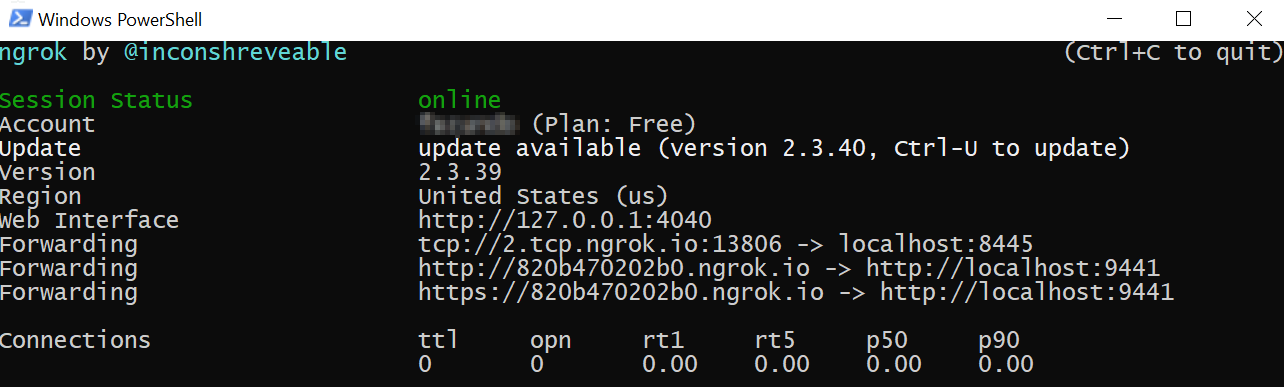 Windows PowerShell
ngrok by @inconshreveable (Ctrl+C to quit)
Session Status online
Account (Plan: Free)
Update update available (version 2.3.40, Ctrl-U to update)
Version 2.3.39
Region United States (us)
Web Interface http://127.0.0.1:4040
Forwarding tcp://2.tcp.ngrok.io:13806 -> localhost:8445
Forwarding http://820b470202b0.ngrok.io -> http://localhost:9441
Forwarding https://820b470202b0.ngrok.io -> http://localhost:9441
Connections ttl opn rt1 rt5 p50 p90
0 0 0.00 0.00 0.00 0.00